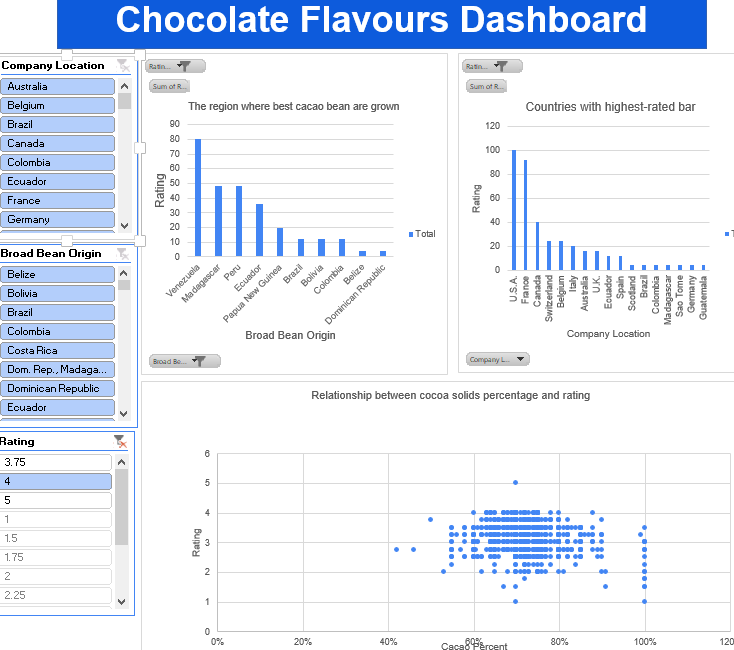 Chocolate Flavours Dashboard
Company Location
Australia
Belgium
Brazil
Canada
Colombia
Ecuador
France
Germany
Broad Bean Origin
Belize
Bolivia
Brazil
Colombia
Costa Rica
Dom. Rep., Madaga...
Dominican Republic
Ecuador
Rating
3.75
4
5
1
1.5
1.75
2
2.25
Ratin...
Sum of R...
The region where best cacao bean are grown
90
80
70
60
50
40
30
20
10
0
Rating
Venezuela
Madagascar
Peru
Ecuador
Papua New Guinea
Brazil
Bolivia
Colombia
Belize
Dominican Republic
Total
Broad Bean Origin
Broad Be...
Ratin...
Sum of R...
Countries with highest-rated bar
120
100
80
60
40
20
0
Rating
U.S.A.
France
Canada
Switzerland
Belgium
Italy
Australia
U.K.
Ecuador
Spain
Scotland
Brazil
Colombia
Madagascar
Sao Tome
Germany
Guatemala
T
Company Location
Company L...
Relationship between cocoa solids percentage and rating
6
5
4
3
2
1
0
Rating
0%
20%
40%
60%
80%
100%
120
Cacao Percent